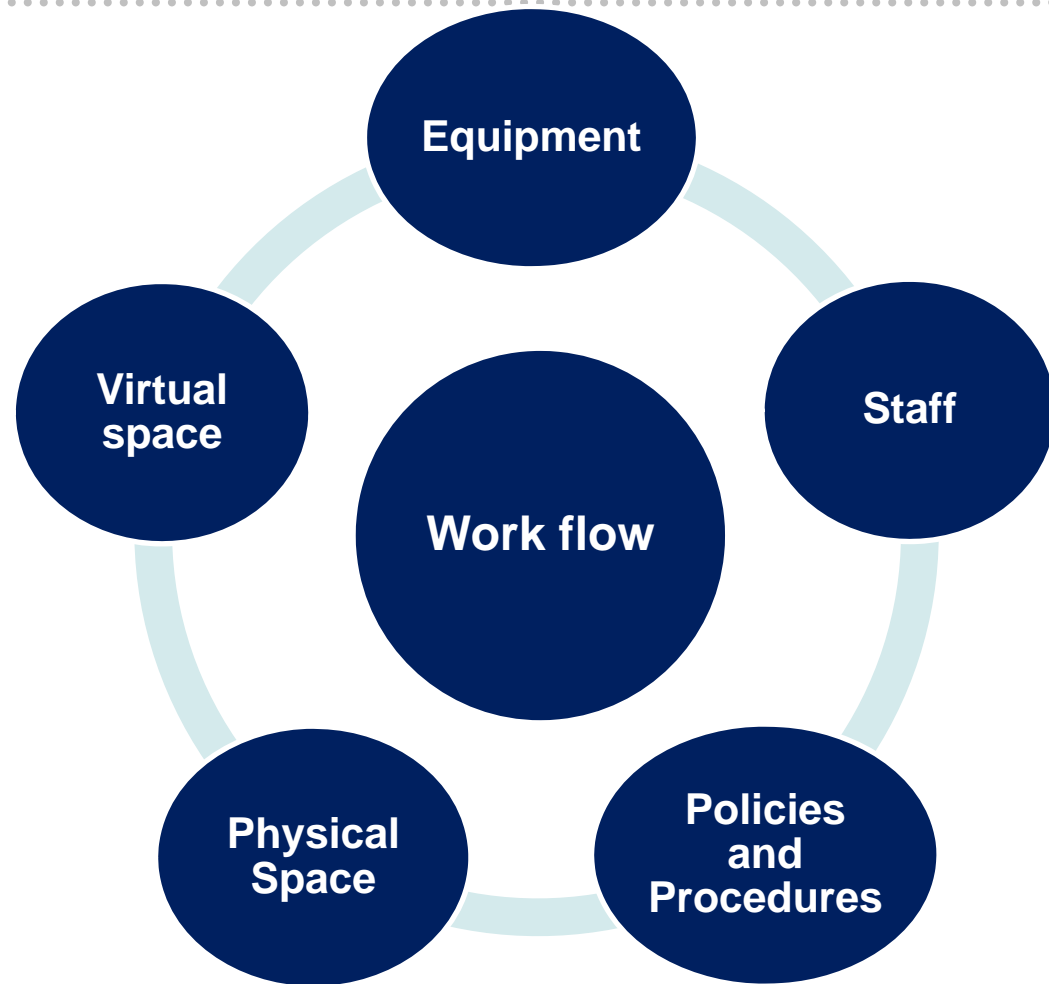 Equipment
Virtual
space
Staff
Work flow
Physical
Space
Policies
and
Procedures